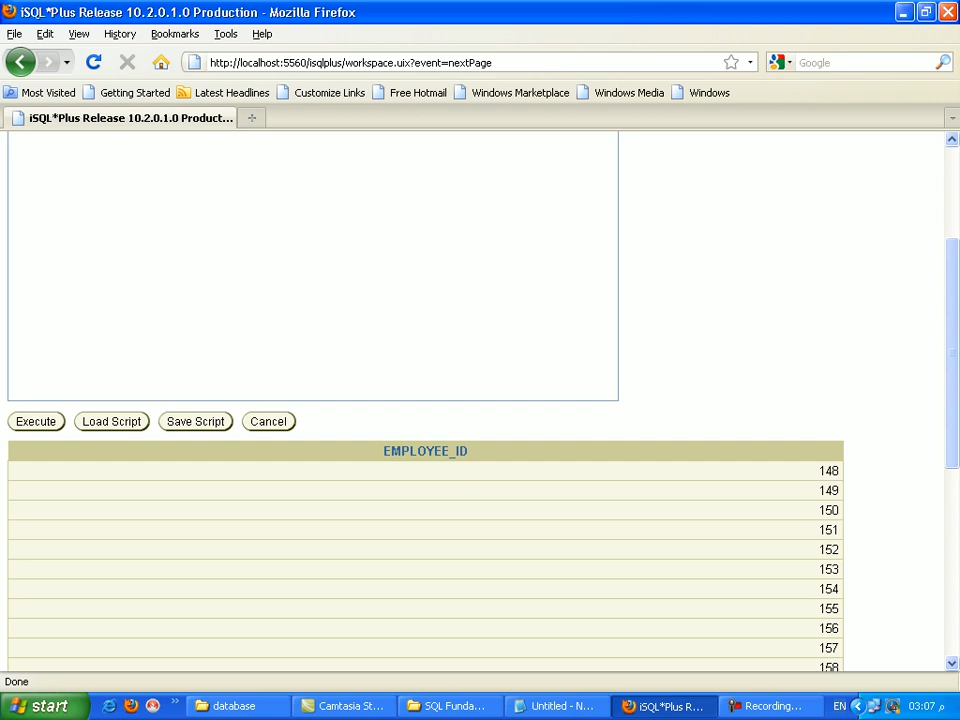 iSQL*Plus Release 10.2.0.1.0 Production - Mozilla Firefox
File Edit View History Bookmarks Tools Help
http://localhost:5560/isqlplus/workspace.uix?event=nextPage
Google
Most Visited Getting Started Latest Headlines Customize Links Free Hotmail Windows Marketplace Windows Media Windows
iSQL*Plus Release 10.2.0.1.0 Product...
Execute Load Script Save Script Cancel
EMPLOYEE_ID
148
149
150
151
152
153
154
155
156
157
158
Done
start » database Camtasia St... SQL Funda... Untitled - N... iSQL*Plus R... Recording... EN 03:07 م